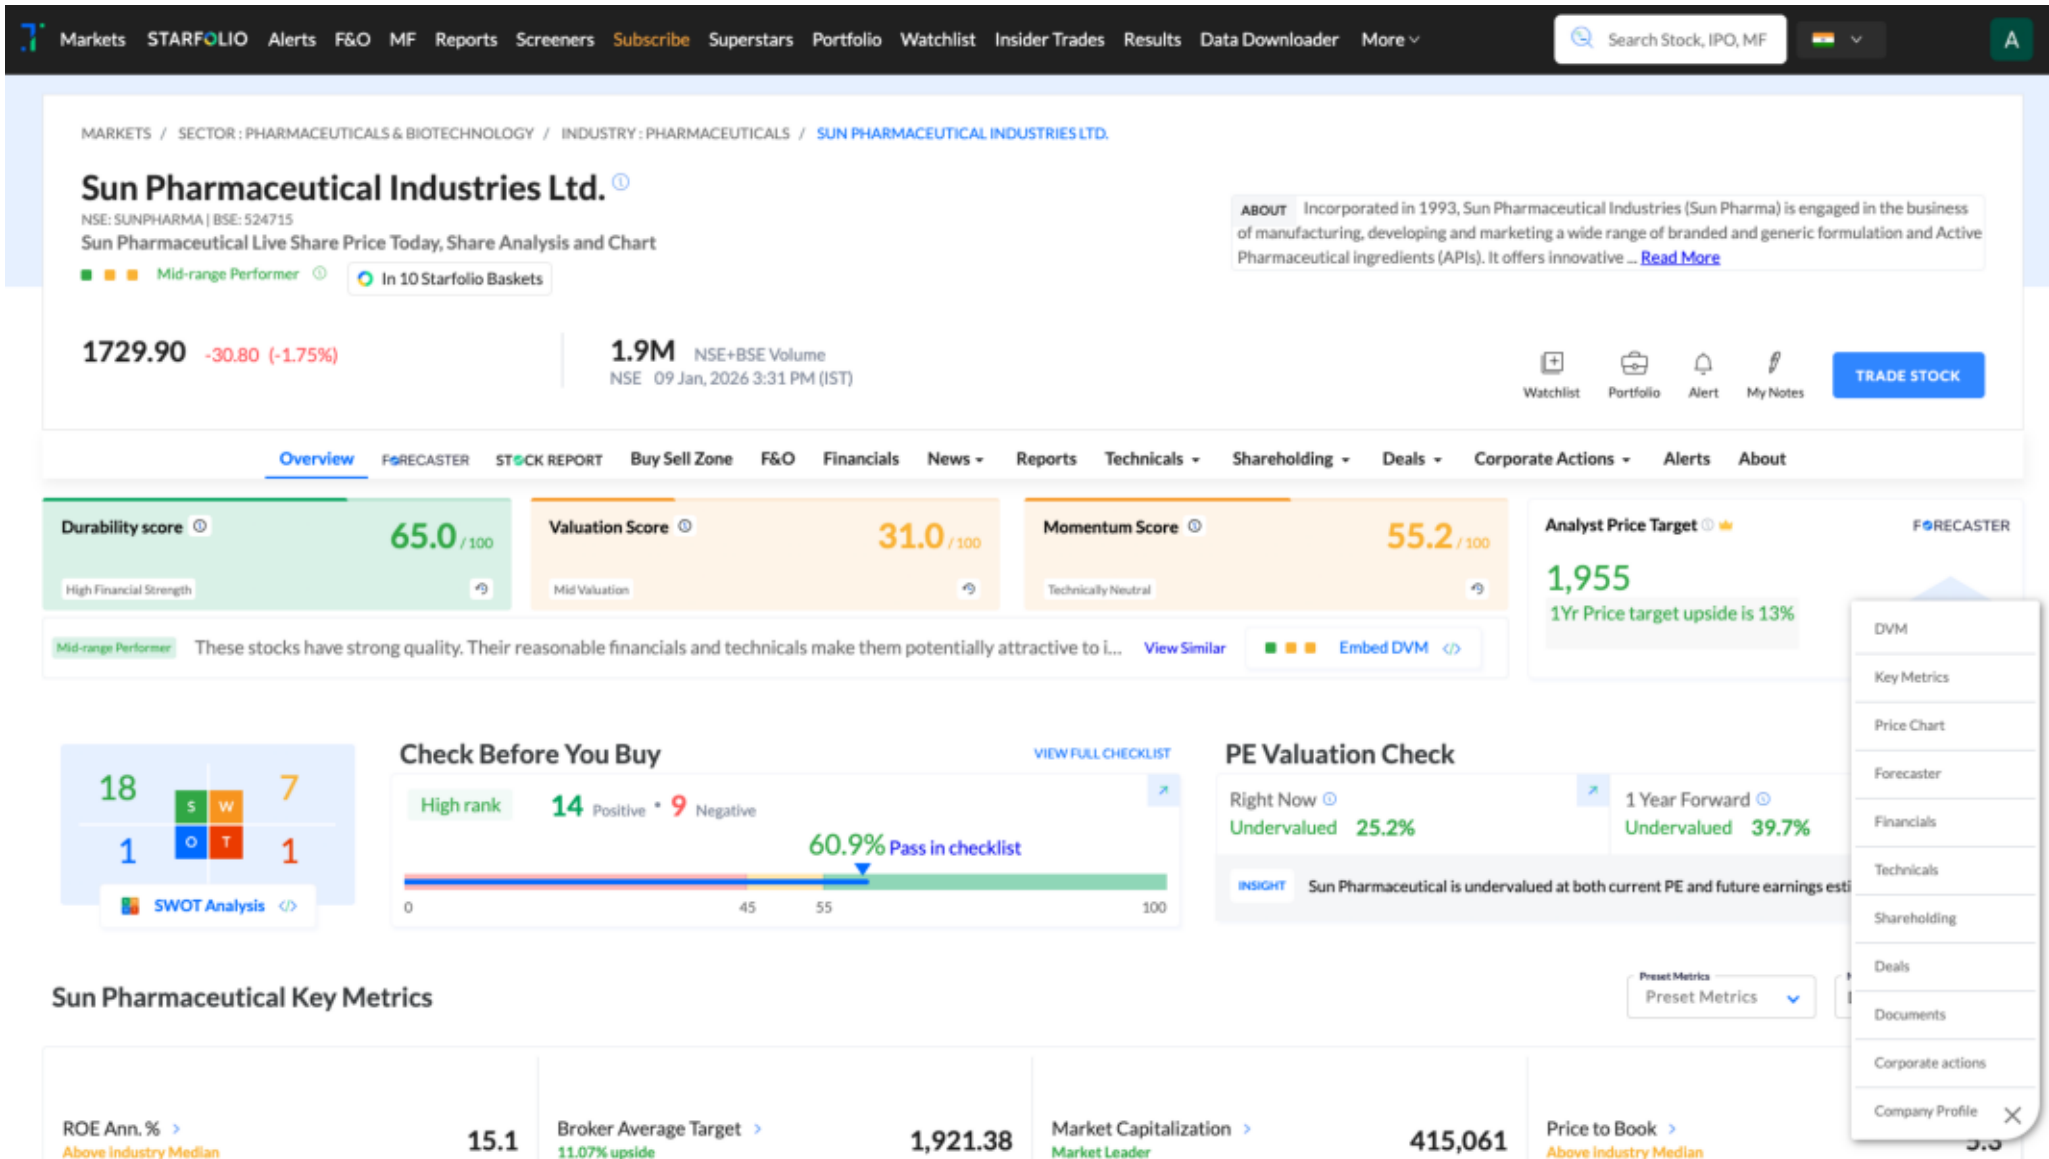 Markets STARFOLIO Alerts F&O MF Reports Screeners Subscribe Superstars Portfolio Watchlist Insider Trades Results Data Downloader More Search Stock, IPO, MF A
MARKETS / SECTOR : PHARMACEUTICALS & BIOTECHNOLOGY / INDUSTRY : PHARMACEUTICALS / SUN PHARMACEUTICAL INDUSTRIES LTD.
Sun Pharmaceutical Industries Ltd.
NSE: SUNPHARMA | BSE: 524715
Sun Pharmaceutical Live Share Price Today, Share Analysis and Chart
Mid-range Performer In 10 Starfolio Baskets
ABOUT Incorporated in 1993, Sun Pharmaceutical Industries (Sun Pharma) is engaged in the business
of manufacturing, developing and marketing a wide range of branded and generic formulation and Active
Pharmaceutical ingredients (APIs). It offers innovative ... Read More
1729.90 -30.80 (-1.75%)
1.9M NSE+BSE Volume
NSE 09 Jan, 2026 3:31 PM (IST)
Watchlist Portfolio Alert My Notes TRADE STOCK
Overview FORECASTER STOCK REPORT Buy Sell Zone F&O Financials News Reports Technicals Shareholding Deals Corporate Actions Alerts About
Durability score 65.0 / 100
High Financial Strength
Valuation Score 31.0 / 100
Mid Valuation
Momentum Score 55.2 / 100
Technically Neutral
Analyst Price Target FORECASTER
1,955
1Yr Price target upside is 13%
Mid-range Performer These stocks have strong quality. Their reasonable financials and technicals make them potentially attractive to i... View Similar Embed DVM </>
18 7
S W
O T
1 1
SWOT Analysis </>
Check Before You Buy VIEW FULL CHECKLIST
High rank 14 Positive • 9 Negative
60.9% Pass in checklist
0 45 55 100
PE Valuation Check
Right Now
Undervalued 25.2%
1 Year Forward
Undervalued 39.7%
INSIGHT Sun Pharmaceutical is undervalued at both current PE and future earnings esti
Sun Pharmaceutical Key Metrics
Preset Metrics
Preset Metrics
ROE Ann. % > 15.1
Above industry Median
Broker Average Target > 1,921.38
11.07% upside
Market Capitalization > 415,061
Market Leader
Price to Book > 5.3
Above industry Median
DVM
Key Metrics
Price Chart
Forecaster
Financials
Technicals
Shareholding
Deals
Documents
Corporate actions
Company Profile